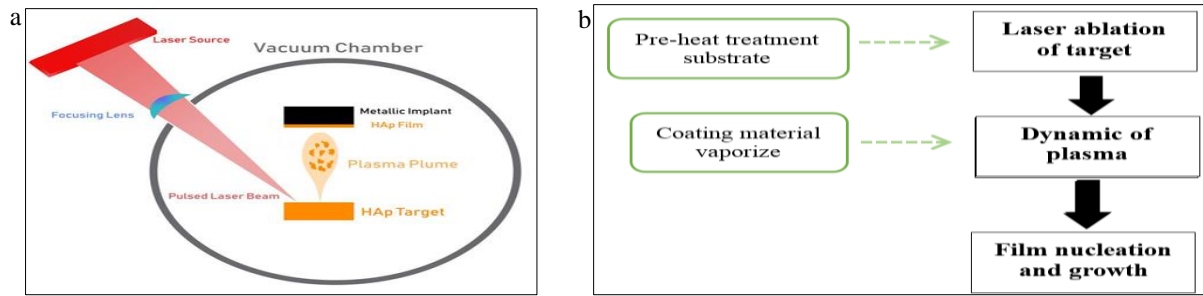 a
Laser Source
Vacuum Chamber
Focusing Lens
Metallic Implant
HAp Film
Plasma Plume
Pulsed Laser Beam
HAp Target
b
Pre-heat treatment
substrate
Laser ablation
of target
Coating material
vaporize
Dynamic of
plasma
Film nucleation
and growth